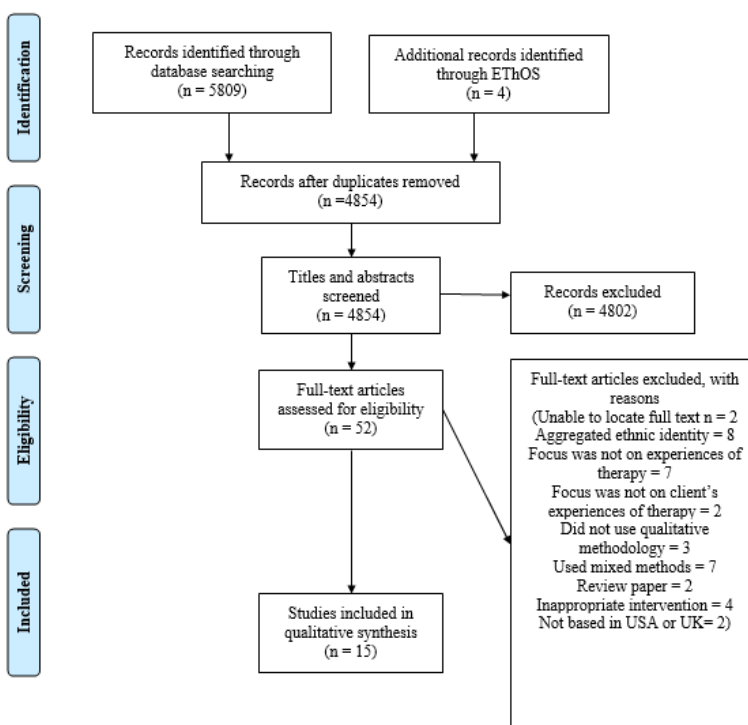 Identification
Records identified through
database searching
(n = 5809)
Additional records identified
through EThOS
(n = 4)
Records after duplicates removed
(n =4854)
Screening
Titles and abstracts
screened
(n = 4854)
Records excluded
(n = 4802)
Eligibility
Full-text articles
assessed for eligibility
(n = 52)
Full-text articles excluded, with
reasons
(Unable to locate full text n = 2
Aggregated ethnic identity = 8
Focus was not on experiences of
therapy = 7
Focus was not on client's
experiences of therapy = 2
Did not use qualitative
methodology = 3
Used mixed methods = 7
Review paper = 2
Inappropriate intervention = 4
Not based in USA or UK= 2)
Included
Studies included in
qualitative synthesis
(n = 15)